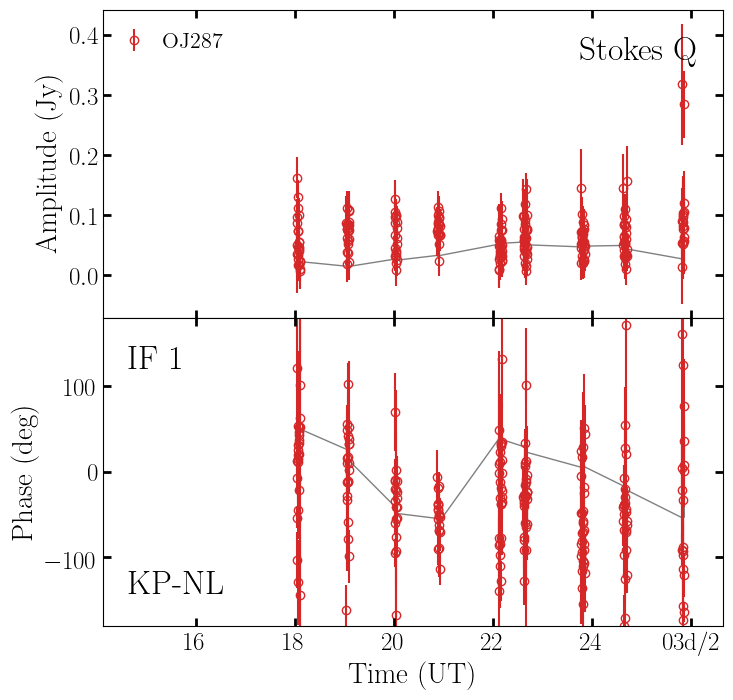 OJ287
Stokes Q
0.4
0.3
0.2
0.1
0.0
Amplitude (Jy)
IF 1
100
0
−100
Phase (deg)
KP-NL
16 18 20 22 24 03d/2
Time (UT)